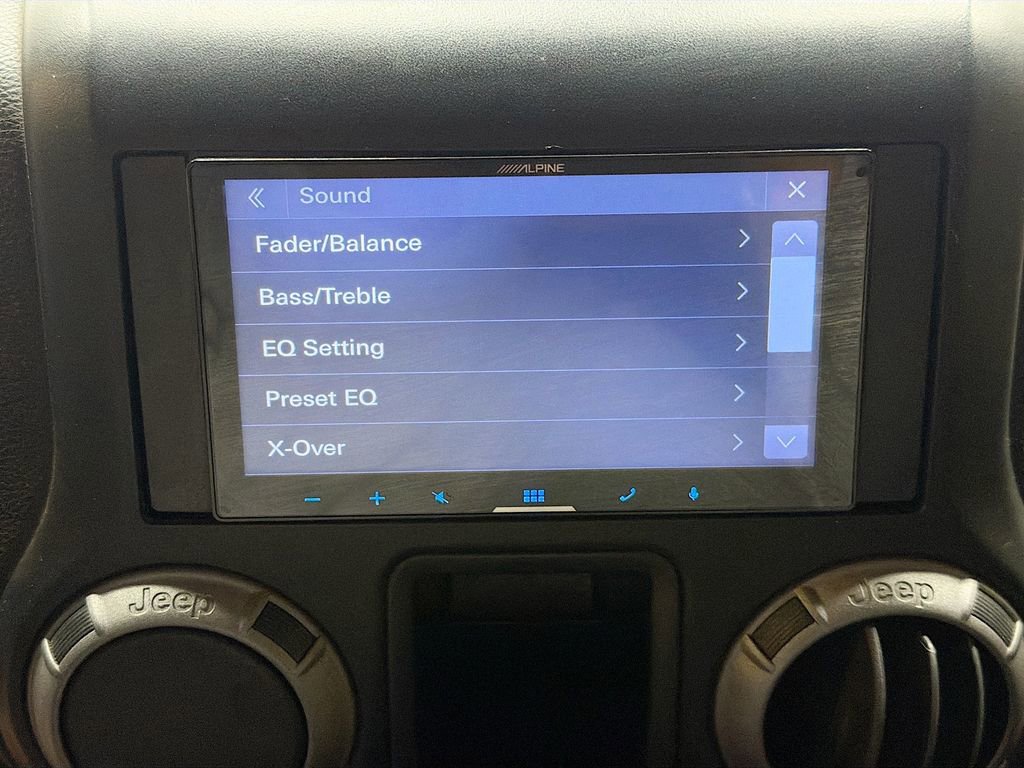 ALPINE
Sound
Fader/Balance
Bass/Treble
EQ Setting
Preset EQ
X-Over
Jeep
Jeep